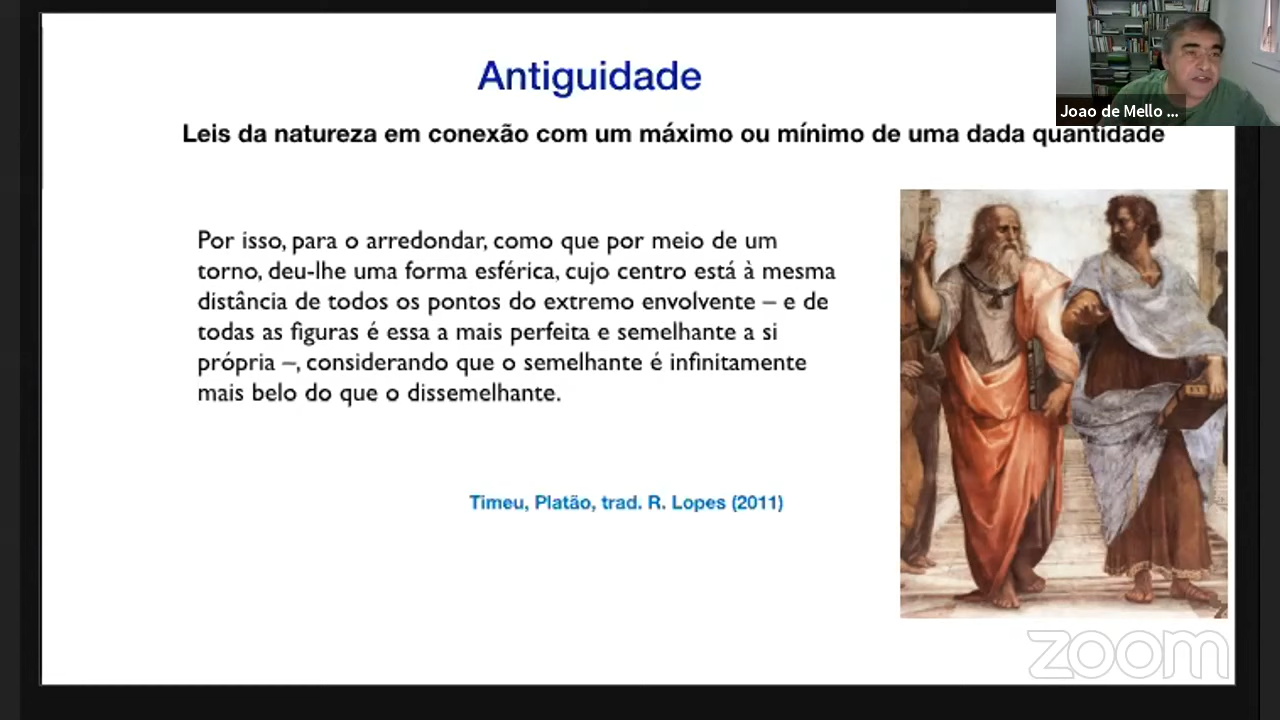 Antiguidade
Joao de Mello ...
Leis da natureza em conexão com um máximo ou mínimo de uma dada quantidade
Por isso, para o arredondar, como que por meio de um
torno, deu-lhe uma forma esférica, cujo centro está à mesma
distância de todos os pontos do extremo envolvente – e de
todas as figuras é essa a mais perfeita e semelhante a si
própria –, considerando que o semelhante é infinitamente
mais belo do que o dissemelhante.
Timeu, Platão, trad. R. Lopes (2011)
zoom